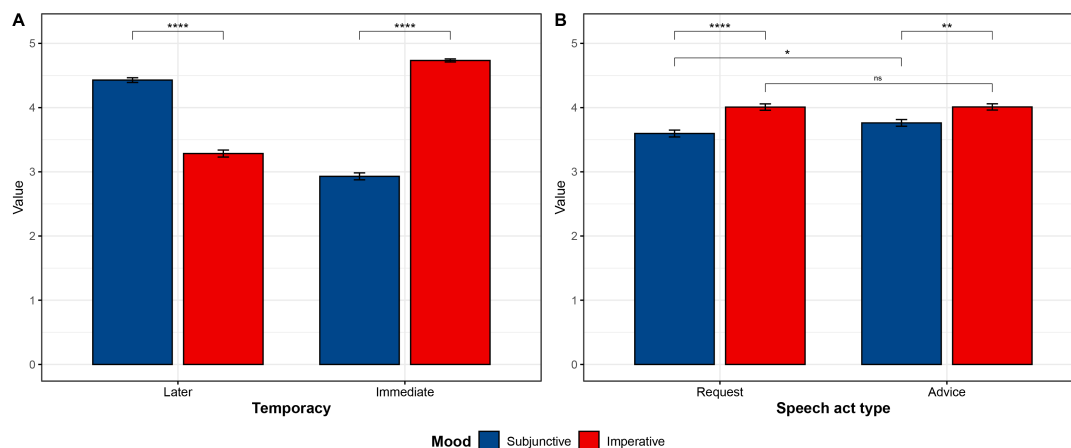 A
****
****
5
4
3
2
1
0
Value
Later
Immediate
Temporacy
B
****
**
*
ns
5
4
3
2
1
0
Value
Request
Advice
Speech act type
Mood Subjunctive Imperative